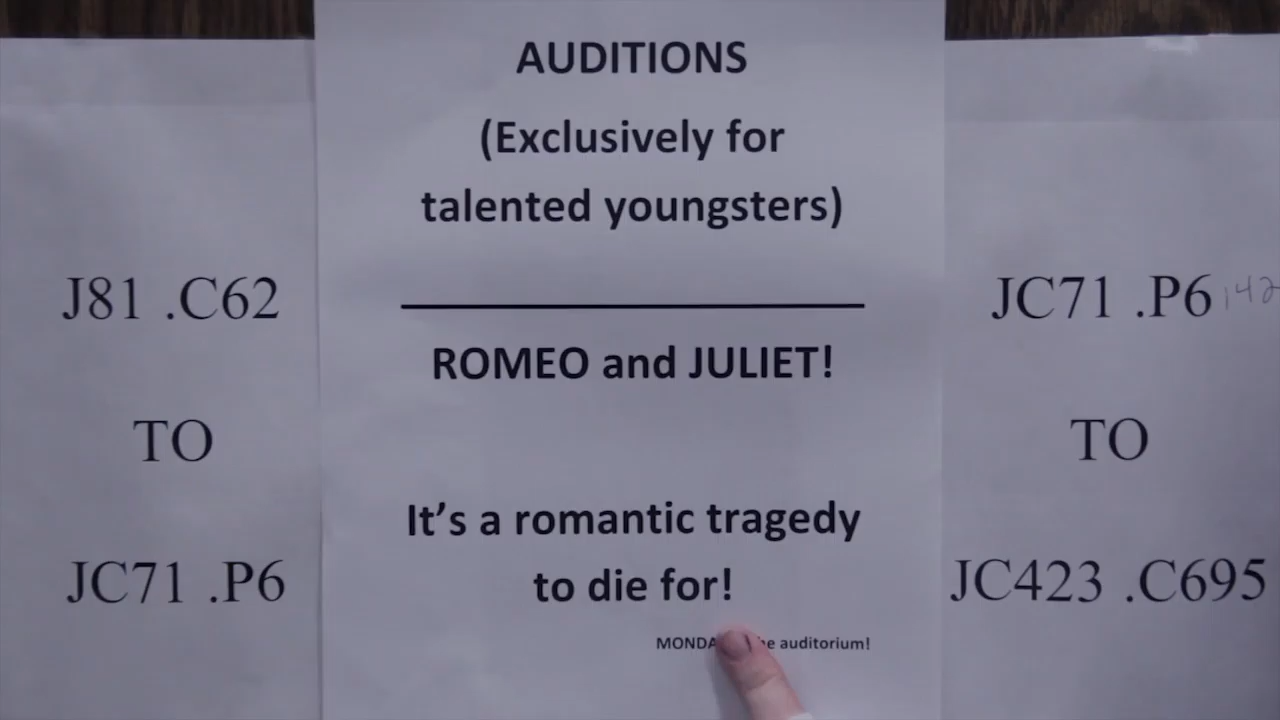 AUDITIONS
(Exclusively for
talented youngsters)
ROMEO and JULIET!
It’s a romantic tragedy
to die for!
auditorium!
J81 .C62
TO
JC71 .P6
JC71 .P6 142
TO
JC423 .C695